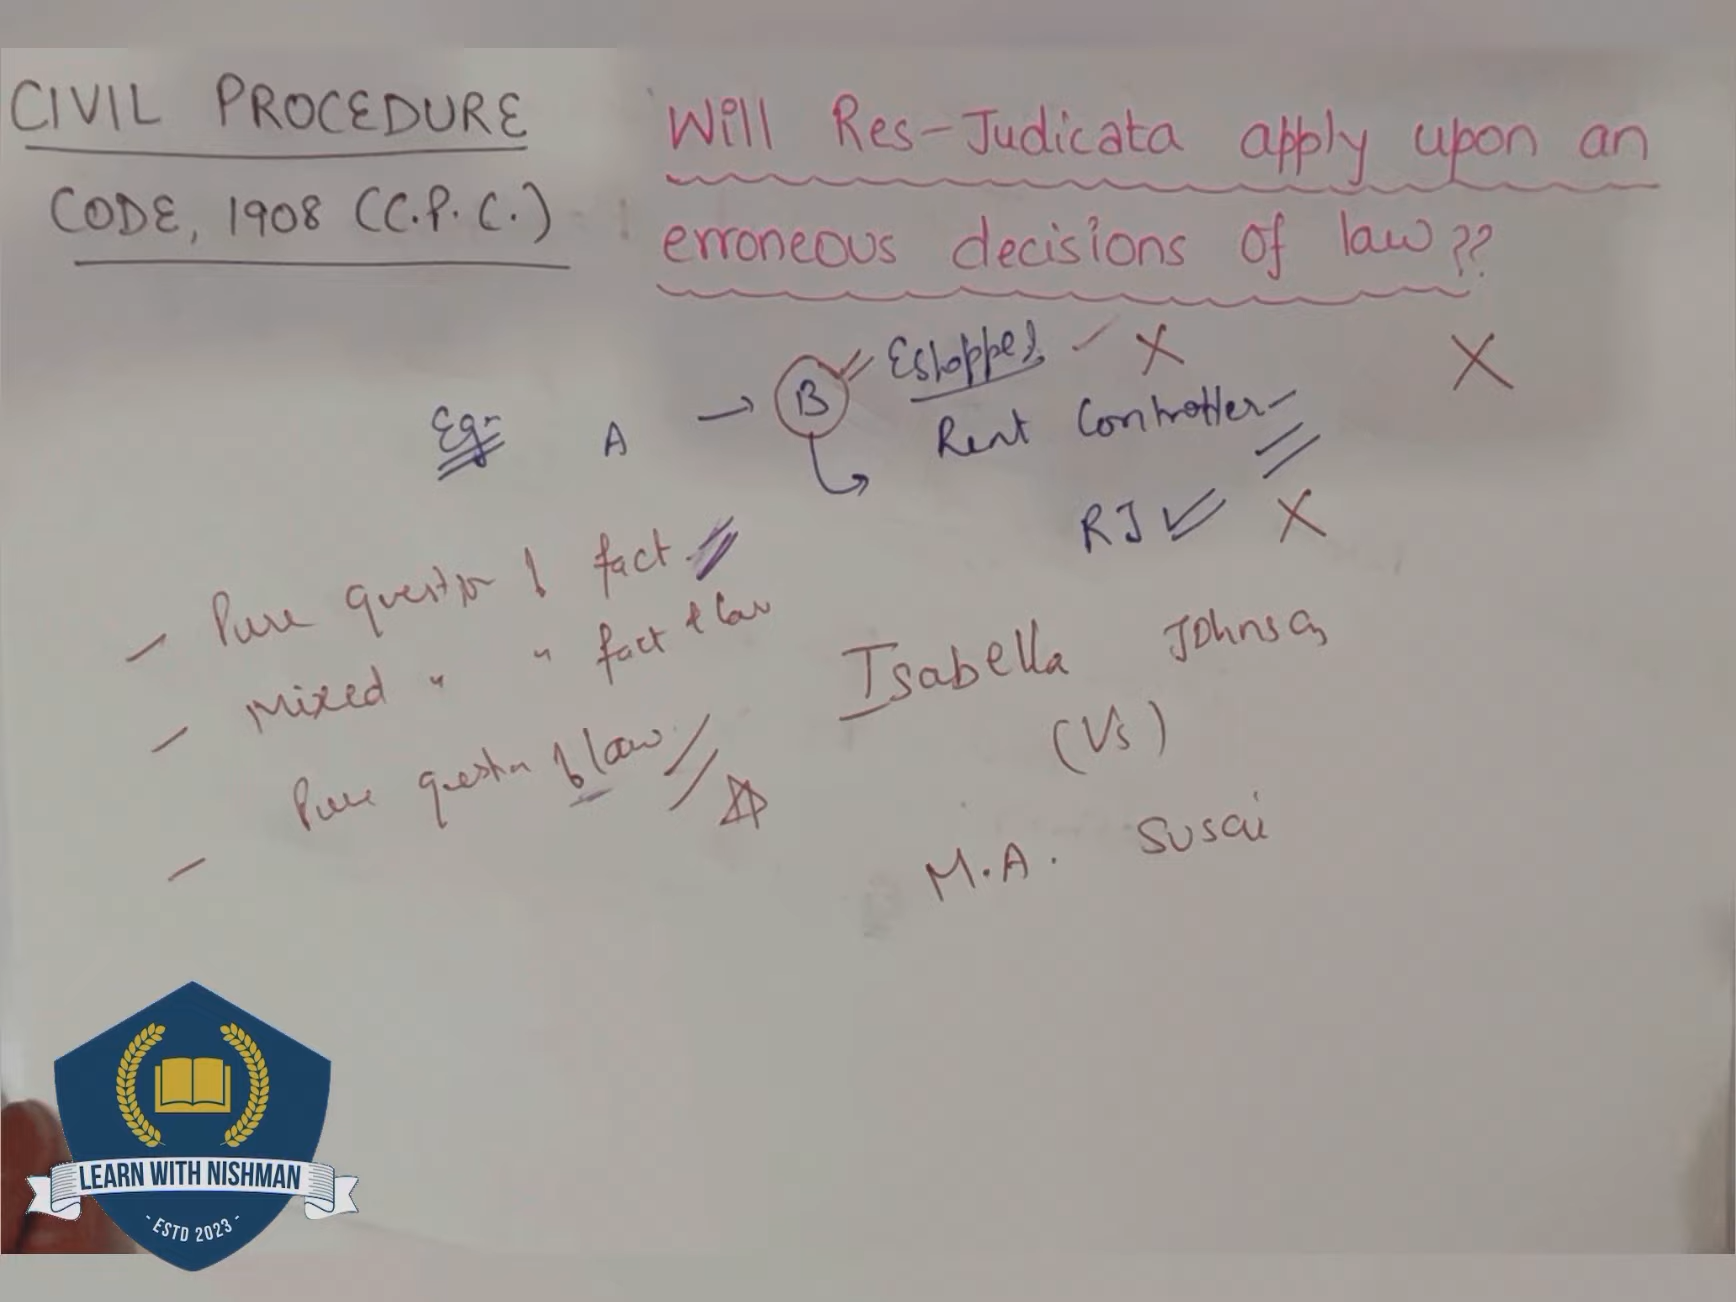 CIVIL PROCEDURE
CODE, 1908 (C.P.C.)
Will Res-Judicata apply upon an
erroneous decisions of law??
Eg:- A → B Estoppel ✓ X X
Rent Controller -
RJ ✓ X
- Pure question of fact
- Mixed " " fact & law
- Pure question of law
Isabella Johnson
(Vs)
M.A. Susai
LEARN WITH NISHMAN
- ESTD 2023 -